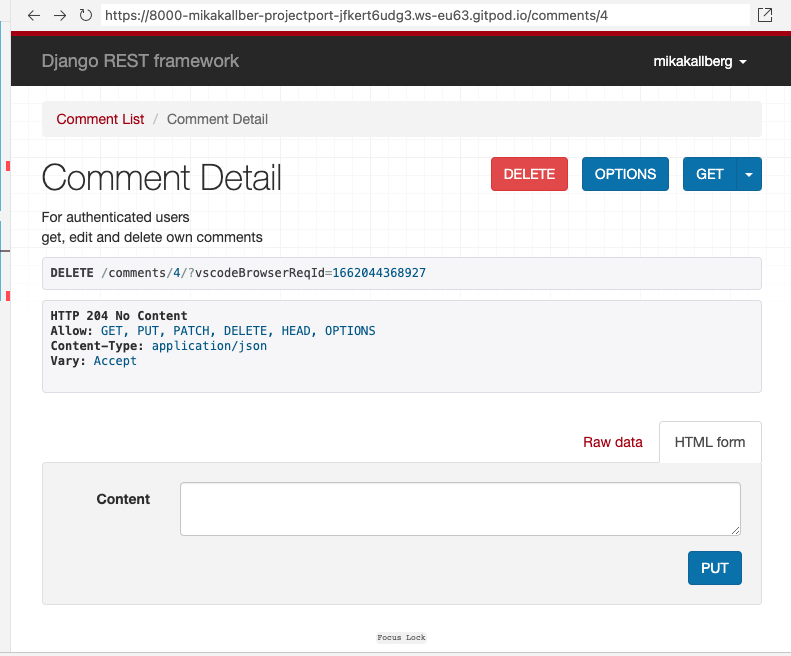 https://8000-mikakallber-projectport-jfkert6udg3.ws-eu63.gitpod.io/comments/4
Django REST framework
mikakallberg
Comment List / Comment Detail
Comment Detail
DELETE
OPTIONS
GET
For authenticated users
get, edit and delete own comments
DELETE /comments/4/?vscodeBrowserReqId=1662044368927
HTTP 204 No Content
Allow: GET, PUT, PATCH, DELETE, HEAD, OPTIONS
Content-Type: application/json
Vary: Accept
Raw data
HTML form
Content
PUT
Focus Lock